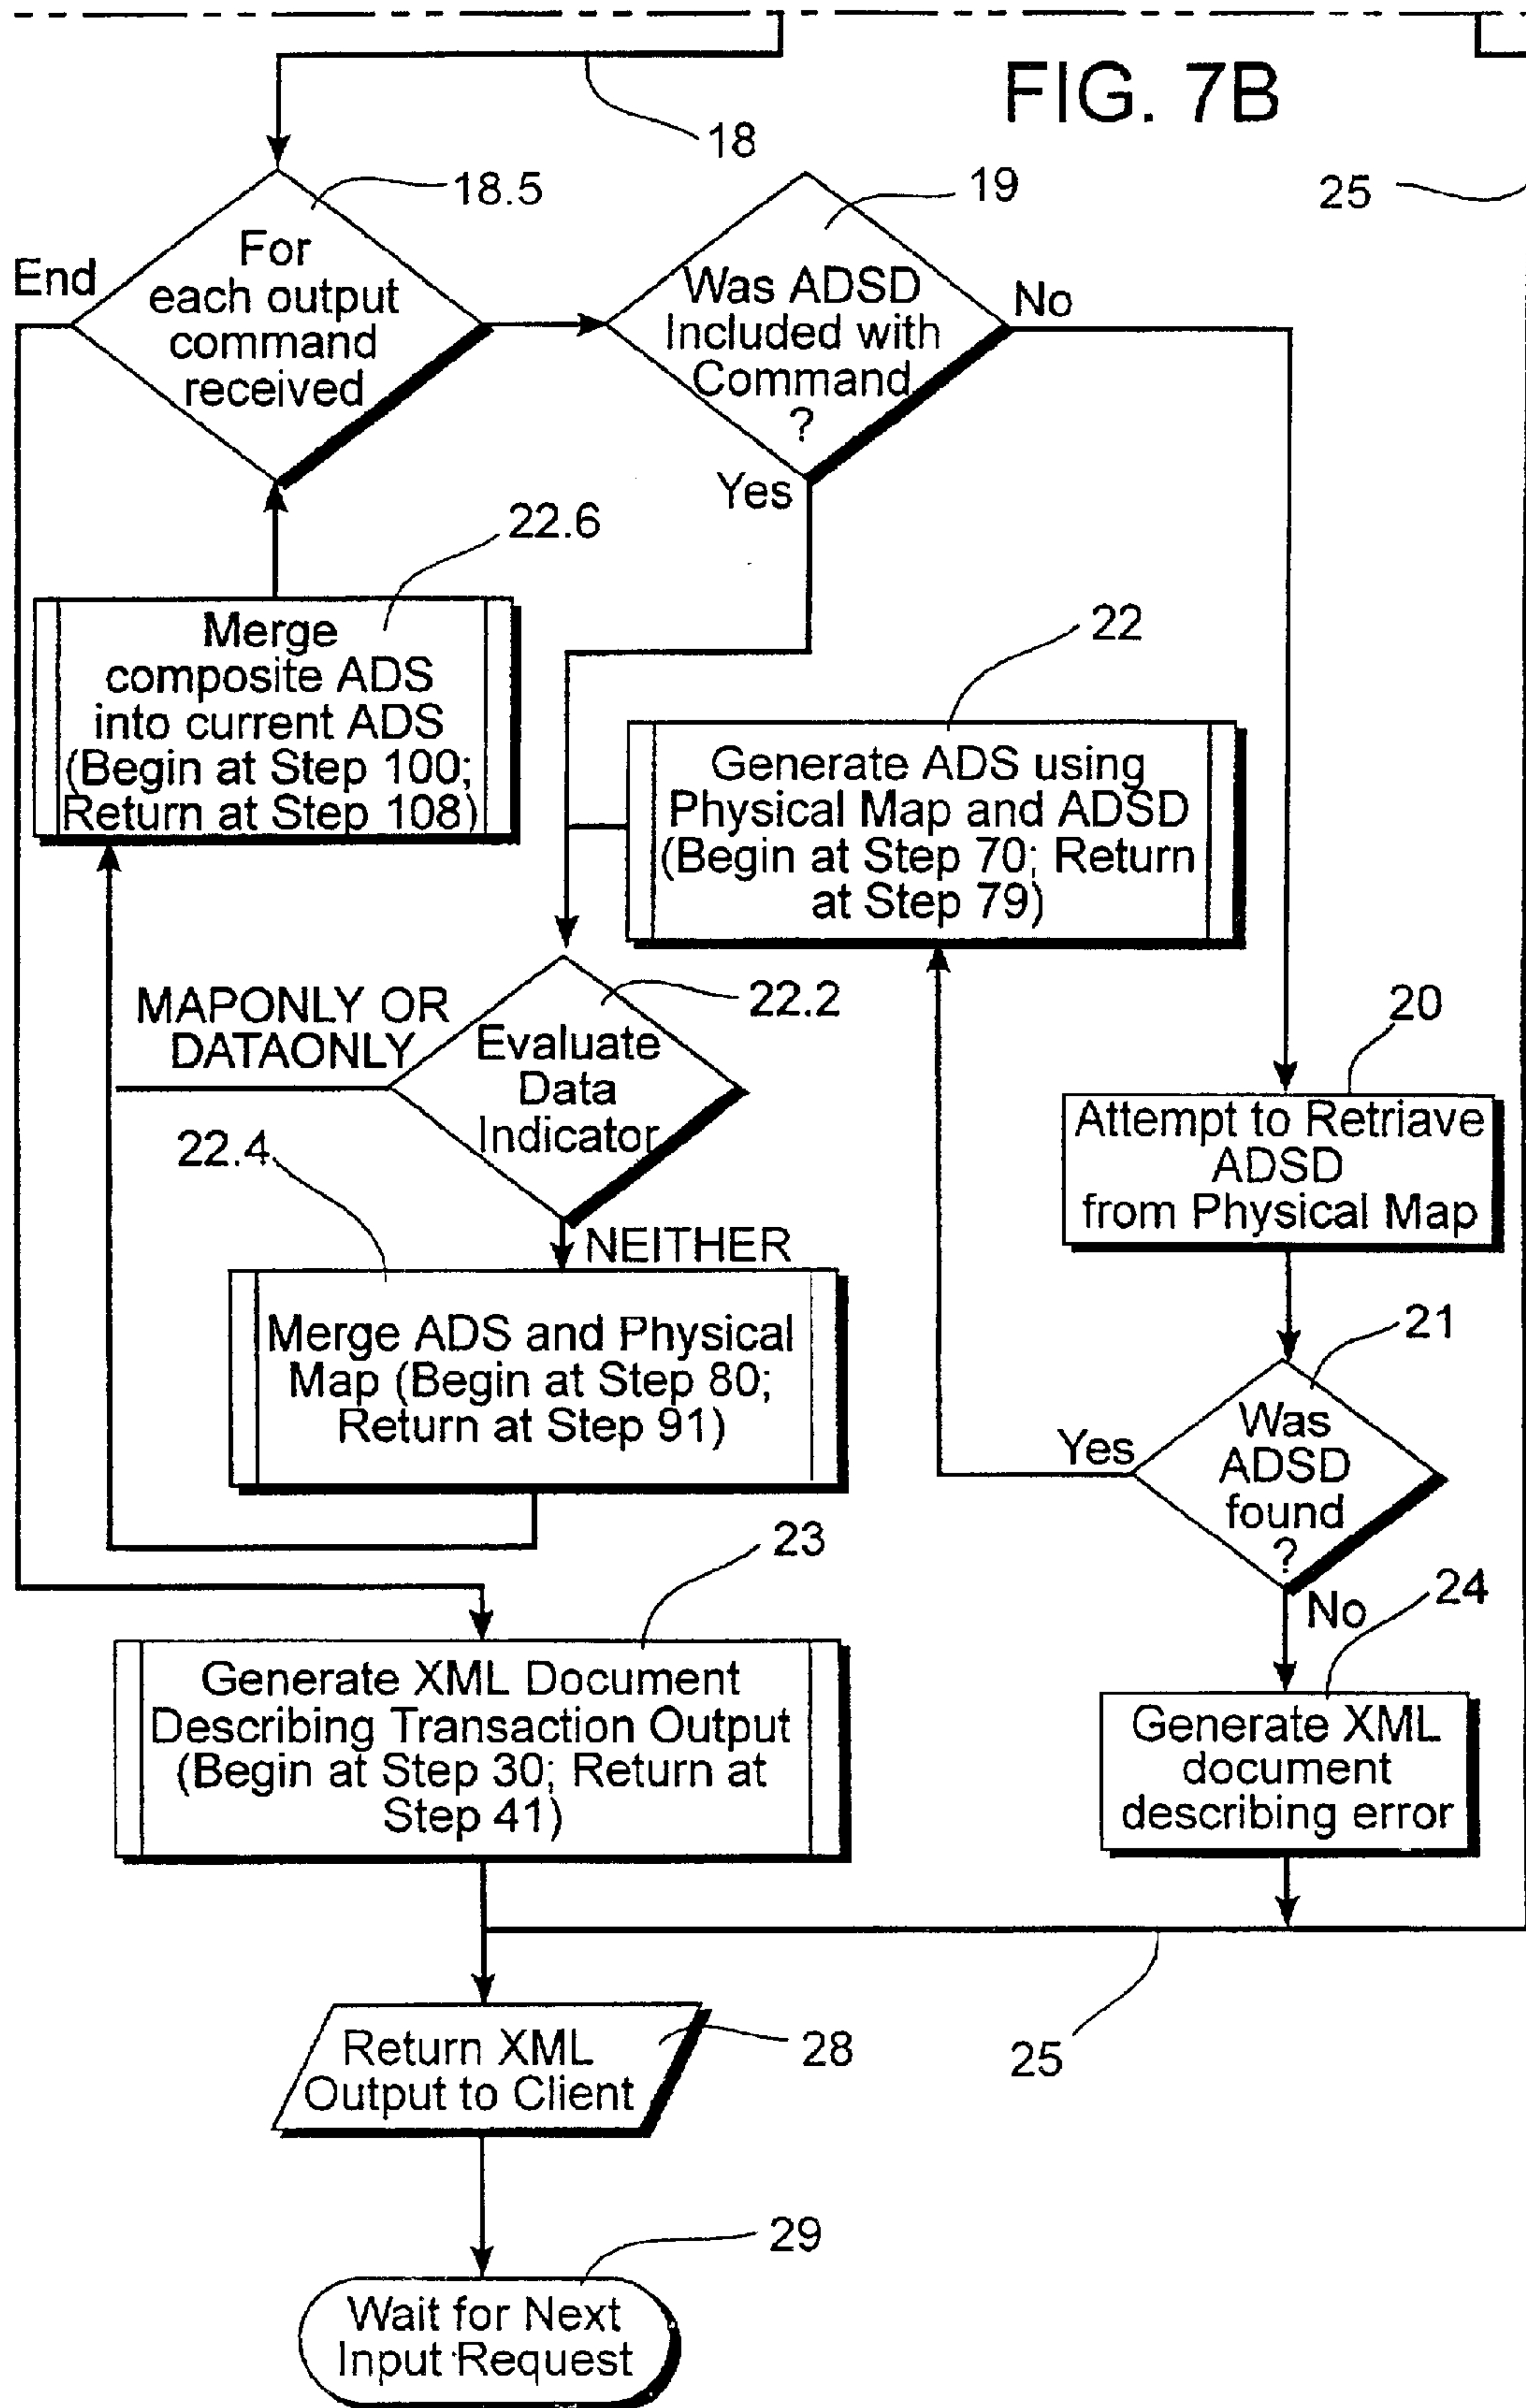 FIG. 7B
18
18.5
19
25
End
For
each output
command
received
Was ADSD
Included with
Command
?
No
Yes
22.6
Merge
composite ADS
into current ADS
(Begin at Step 100;
Return at Step 108)
22
Generate ADS using
Physical Map and ADSD
(Begin at Step 70; Return
at Step 79)
MAPONLY OR
DATAONLY
22.2
Evaluate
Data
Indicator
20
Attempt to Retriave
ADSD
from Physical Map
22.4
NEITHER
Merge ADS and Physical
Map (Begin at Step 80;
Return at Step 91)
21
Was
ADSD
found
?
Yes
No
23
Generate XML Document
Describing Transaction Output
(Begin at Step 30; Return at
Step 41)
24
Generate XML
document
describing error
25
Return XML
Output to Client
28
29
Wait for Next
Input Request